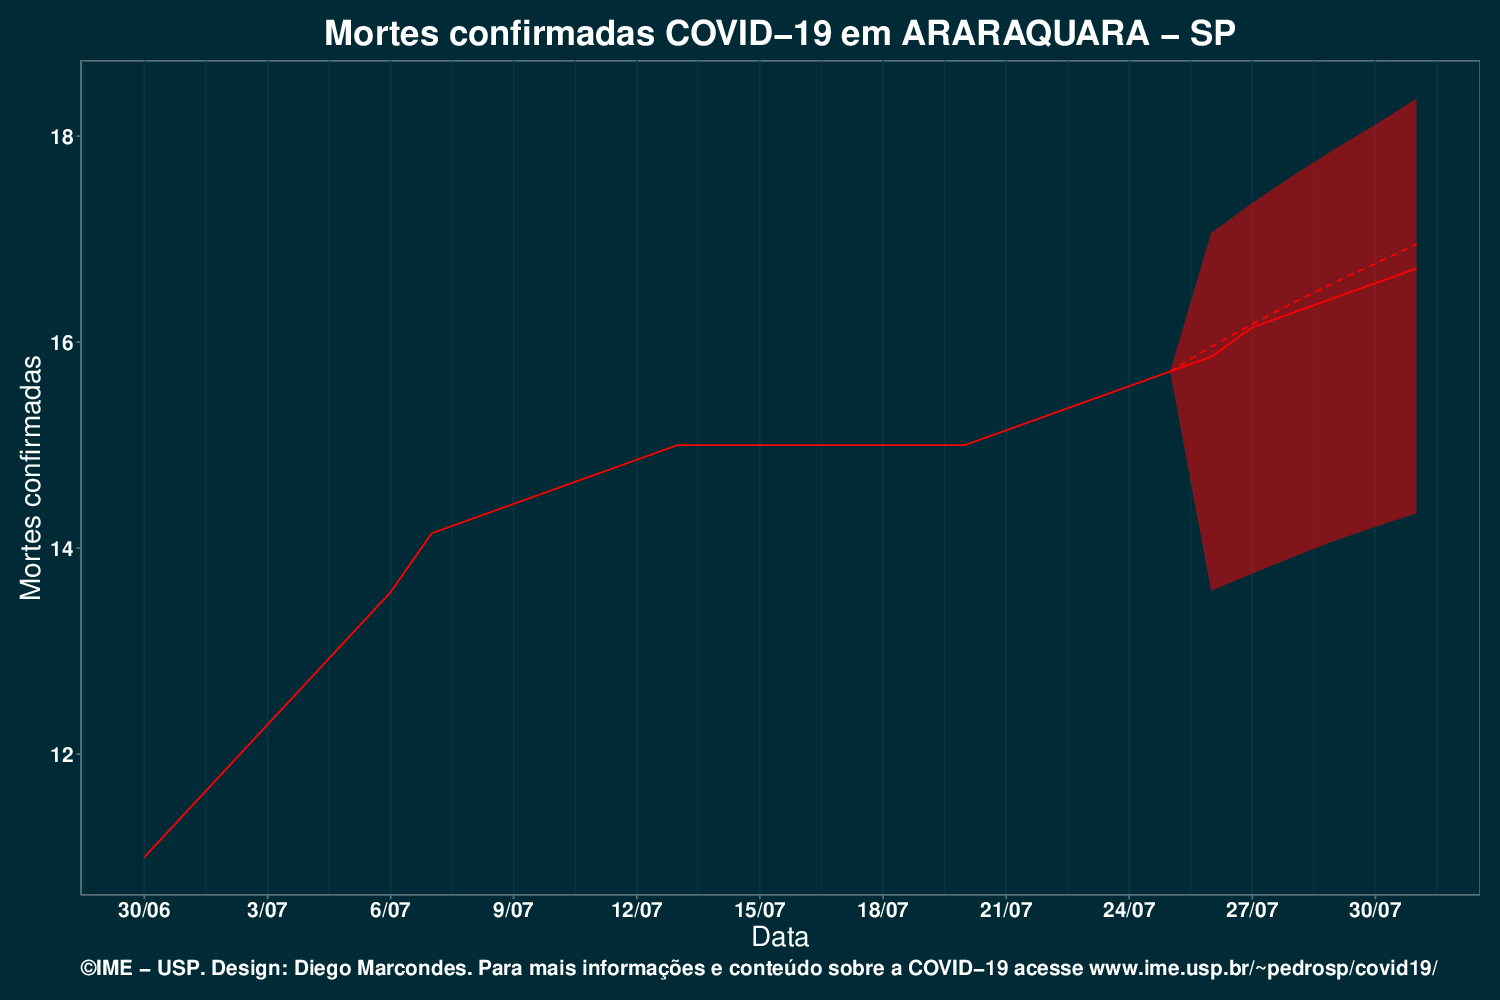 Mortes confirmadas COVID−19 em ARARAQUARA − SP
Mortes confirmadas
18
16
14
12
30/06 3/07 6/07 9/07 12/07 15/07 18/07 21/07 24/07 27/07 30/07
Data
©IME − USP. Design: Diego Marcondes. Para mais informações e conteúdo sobre a COVID−19 acesse www.ime.usp.br/~pedrosp/covid19/